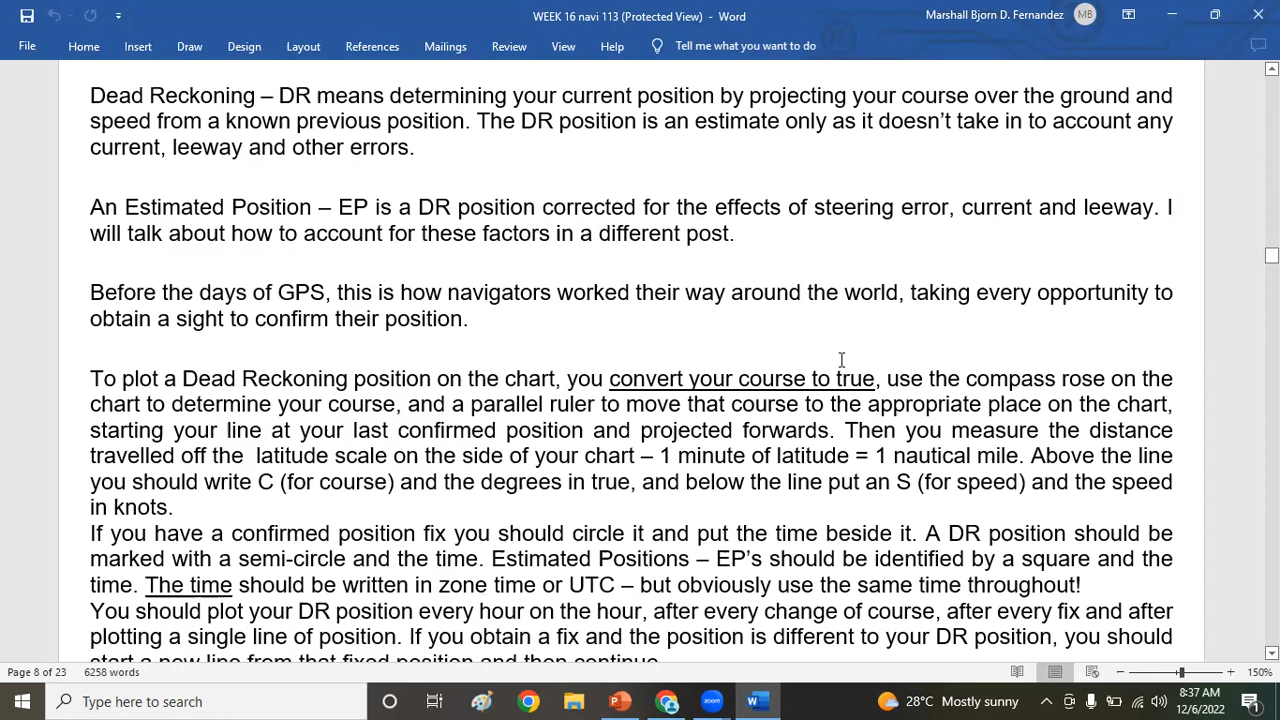 WEEK 16 navi 113 (Protected View) - Word
Marshall Bjorn D. Fernandez MB
File Home Insert Draw Design Layout References Mailings Review View Help Tell me what you want to do
Dead Reckoning – DR means determining your current position by projecting your course over the ground and
speed from a known previous position. The DR position is an estimate only as it doesn’t take in to account any
current, leeway and other errors.
An Estimated Position – EP is a DR position corrected for the effects of steering error, current and leeway. I
will talk about how to account for these factors in a different post.
Before the days of GPS, this is how navigators worked their way around the world, taking every opportunity to
obtain a sight to confirm their position.
To plot a Dead Reckoning position on the chart, you convert your course to true, use the compass rose on the
chart to determine your course, and a parallel ruler to move that course to the appropriate place on the chart,
starting your line at your last confirmed position and projected forwards. Then you measure the distance
travelled off the latitude scale on the side of your chart – 1 minute of latitude = 1 nautical mile. Above the line
you should write C (for course) and the degrees in true, and below the line put an S (for speed) and the speed
in knots.
If you have a confirmed position fix you should circle it and put the time beside it. A DR position should be
marked with a semi-circle and the time. Estimated Positions – EP’s should be identified by a square and the
time. The time should be written in zone time or UTC – but obviously use the same time throughout!
You should plot your DR position every hour on the hour, after every change of course, after every fix and after
plotting a single line of position. If you obtain a fix and the position is different to your DR position, you should
start a new line from that fixed position and then continue
Page 8 of 23 6258 words 150%
Type here to search zoom 28°C Mostly sunny 8:37 AM
12/6/2022 1